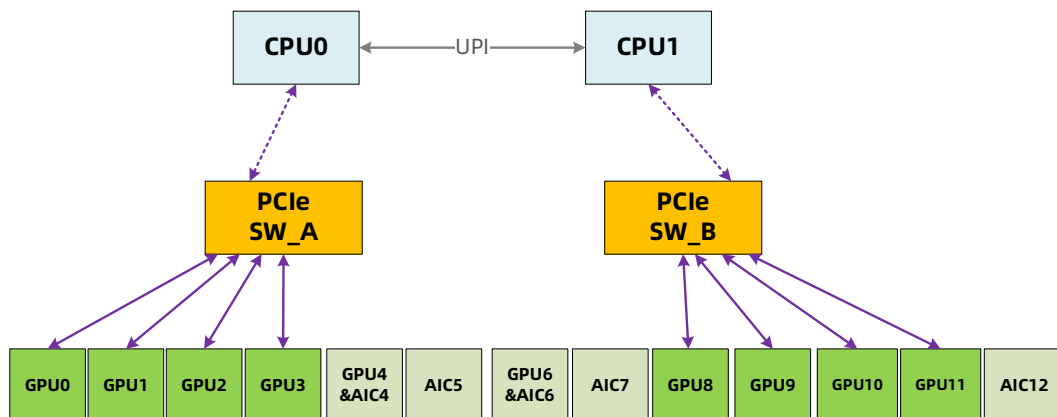 CPU0
UPI
CPU1
PCIe
SW_A
PCIe
SW_B
GPU0
GPU1
GPU2
GPU3
GPU4
&AIC4
AIC5
GPU6
&AIC6
AIC7
GPU8
GPU9
GPU10
GPU11
AIC12